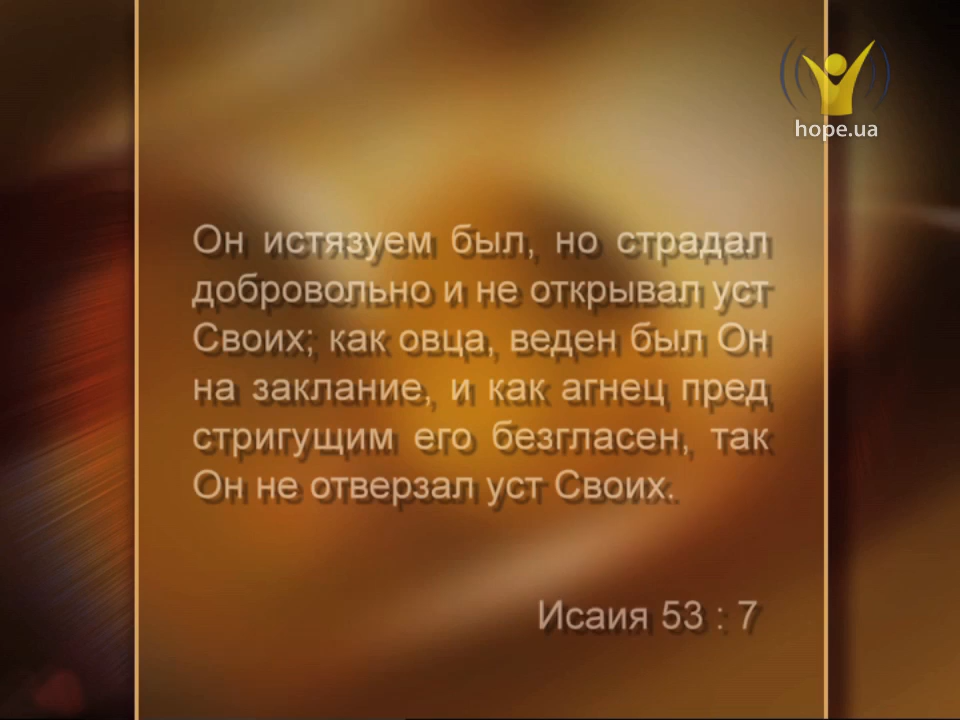 hope.ua
Он истязуем был, но страдал
добровольно и не открывал уст
Своих; как овца, веден был Он
на заклание, и как агнец пред
стригущим его безгласен, так
Он не отверзал уст Своих.
Исаия 53 : 7